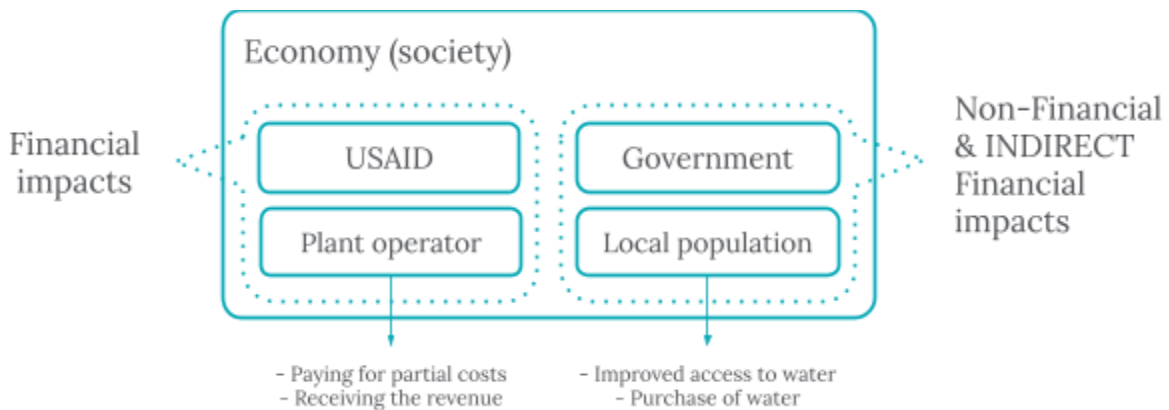 Economy (society)
Financial
impacts
USAID
Government
Plant operator
Local population
Non-Financial
& INDIRECT
Financial
impacts
- Paying for partial costs
- Receiving the revenue
- Improved access to water
- Purchase of water